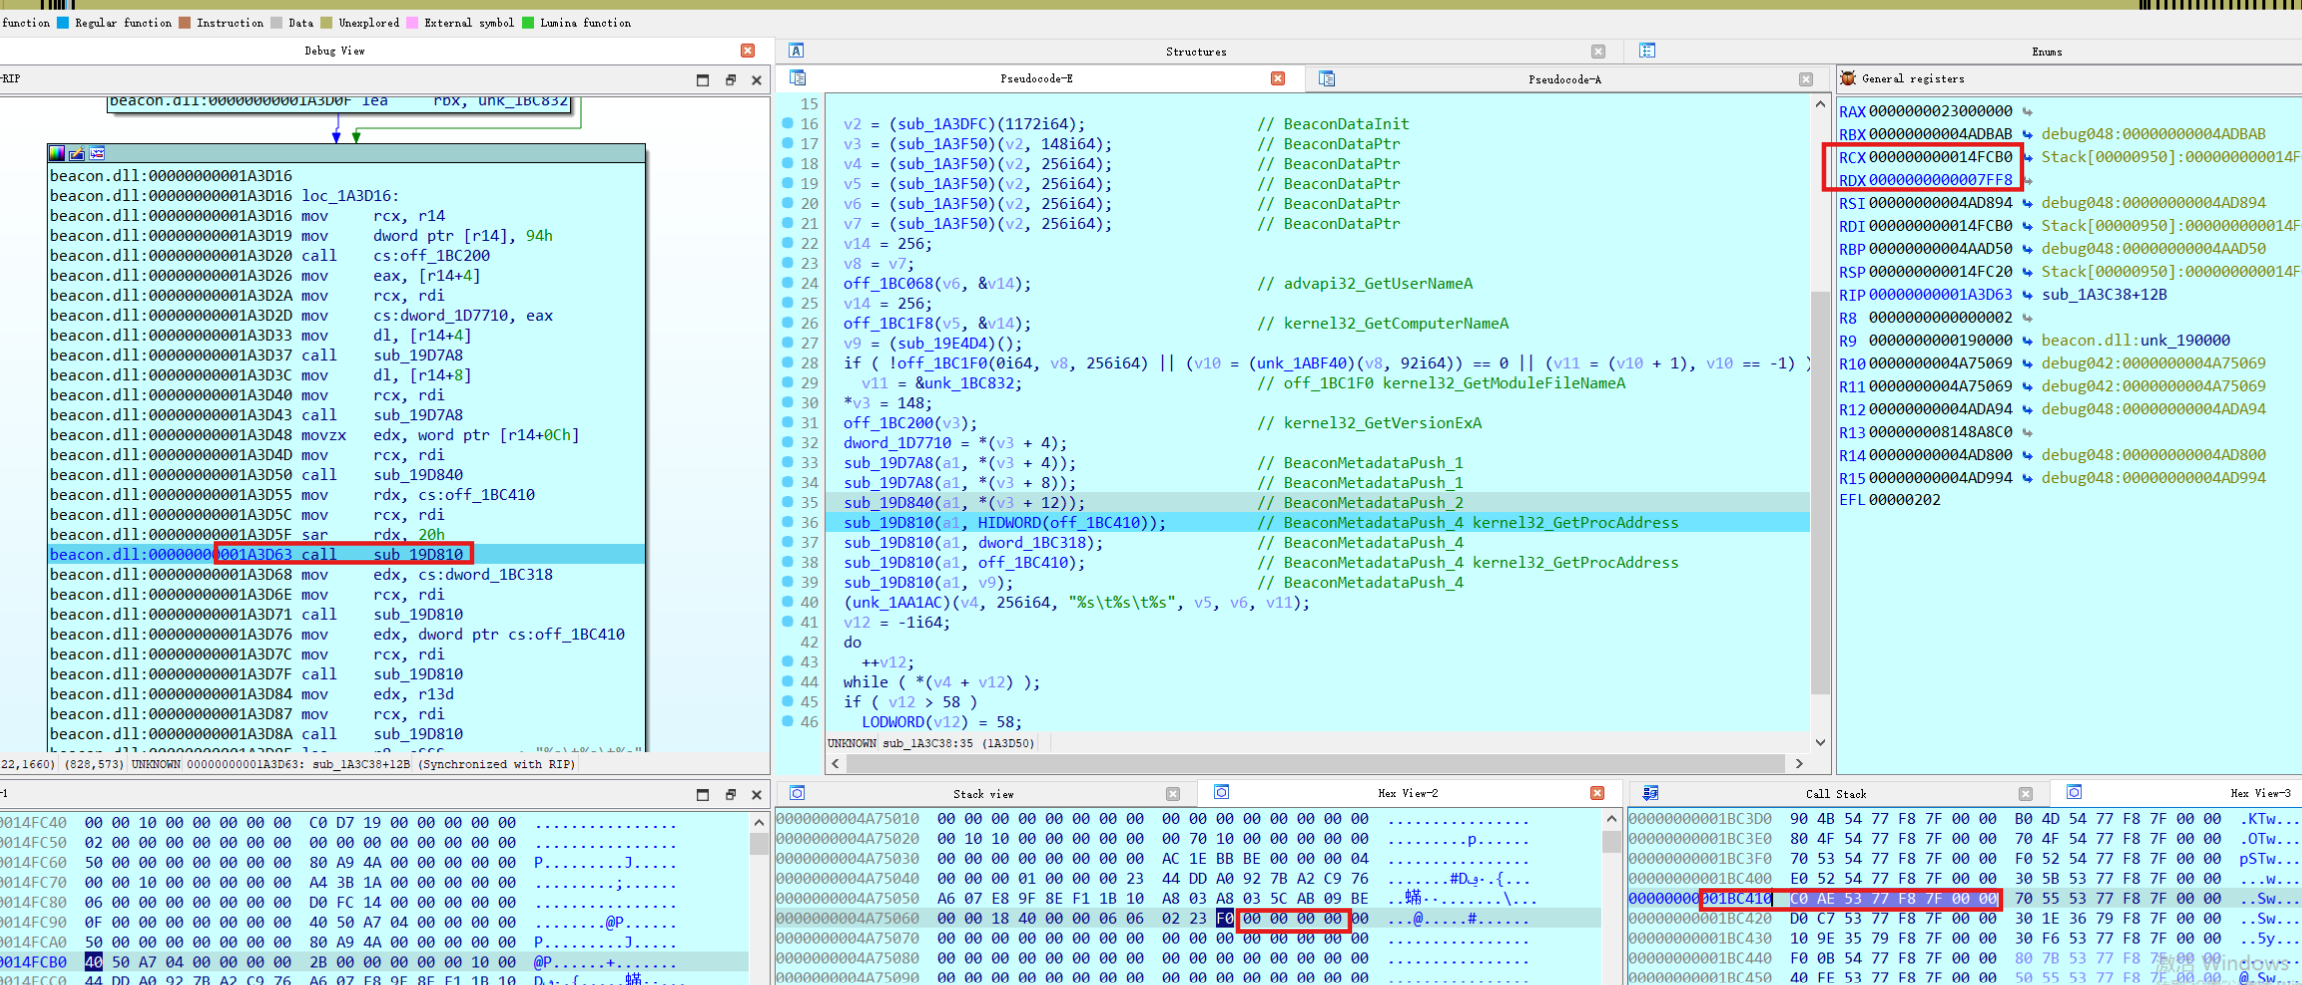 function Regular function Instruction Data Unexplored External symbol Lumina function
Debug View
-RIP
beacon.dll:00000000001A3D0F lea rbx, unk_1BC832
beacon.dll:00000000001A3D16
beacon.dll:00000000001A3D16 loc_1A3D16:
beacon.dll:00000000001A3D16 mov rcx, r14
beacon.dll:00000000001A3D19 mov dword ptr [r14], 94h
beacon.dll:00000000001A3D20 call cs:off_1BC200
beacon.dll:00000000001A3D26 mov eax, [r14+4]
beacon.dll:00000000001A3D2A mov rcx, rdi
beacon.dll:00000000001A3D2D mov cs:dword_1D7710, eax
beacon.dll:00000000001A3D33 mov dl, [r14+4]
beacon.dll:00000000001A3D37 call sub_19D7A8
beacon.dll:00000000001A3D3C mov dl, [r14+8]
beacon.dll:00000000001A3D40 mov rcx, rdi
beacon.dll:00000000001A3D43 call sub_19D7A8
beacon.dll:00000000001A3D48 movzx edx, word ptr [r14+0Ch]
beacon.dll:00000000001A3D4D mov rcx, rdi
beacon.dll:00000000001A3D50 call sub_19D840
beacon.dll:00000000001A3D55 mov rdx, cs:off_1BC410
beacon.dll:00000000001A3D5C mov rcx, rdi
beacon.dll:00000000001A3D5F sar rdx, 20h
beacon.dll:00000000001A3D63 call sub_19D810
beacon.dll:00000000001A3D68 mov edx, cs:dword_1BC318
beacon.dll:00000000001A3D6E mov rcx, rdi
beacon.dll:00000000001A3D71 call sub_19D810
beacon.dll:00000000001A3D76 mov edx, dword ptr cs:off_1BC410
beacon.dll:00000000001A3D7C mov rcx, rdi
beacon.dll:00000000001A3D7F call sub_19D810
beacon.dll:00000000001A3D84 mov edx, r13d
beacon.dll:00000000001A3D87 mov rcx, rdi
beacon.dll:00000000001A3D8A call sub_19D810
22,1660) (828,573) UNKNOWN 00000000001A3D63: sub_1A3C38+12B (Synchronized with RIP)
Structures
Enums
Pseudocode-E
Pseudocode-A
15
16 v2 = (sub_1A3DFC)(1172i64); // BeaconDataInit
17 v3 = (sub_1A3F50)(v2, 148i64); // BeaconDataPtr
18 v4 = (sub_1A3F50)(v2, 256i64); // BeaconDataPtr
19 v5 = (sub_1A3F50)(v2, 256i64); // BeaconDataPtr
20 v6 = (sub_1A3F50)(v2, 256i64); // BeaconDataPtr
21 v7 = (sub_1A3F50)(v2, 256i64); // BeaconDataPtr
22 v14 = 256;
23 v8 = v7;
24 off_1BC068(v6, &v14); // advapi32_GetUserNameA
25 v14 = 256;
26 off_1BC1F8(v5, &v14); // kernel32_GetComputerNameA
27 v9 = (sub_19E4D4)();
28 if ( !off_1BC1F0(0i64, v8, 256i64) || (v10 = (unk_1ABF40)(v8, 92i64)) == 0 || (v11 = (v10 + 1), v10 == -1) )
29 v11 = &unk_1BC832; // off_1BC1F0 kernel32_GetModuleFileNameA
30 *v3 = 148;
31 off_1BC200(v3); // kernel32_GetVersionExA
32 dword_1D7710 = *(v3 + 4);
33 sub_19D7A8(a1, *(v3 + 4)); // BeaconMetadataPush_1
34 sub_19D7A8(a1, *(v3 + 8)); // BeaconMetadataPush_1
35 sub_19D840(a1, *(v3 + 12)); // BeaconMetadataPush_2
36 sub_19D810(a1, HIDWORD(off_1BC410)); // BeaconMetadataPush_4 kernel32_GetProcAddress
37 sub_19D810(a1, dword_1BC318); // BeaconMetadataPush_4
38 sub_19D810(a1, off_1BC410); // BeaconMetadataPush_4 kernel32_GetProcAddress
39 sub_19D810(a1, v9); // BeaconMetadataPush_4
40 (unk_1AA1AC)(v4, 256i64, "%s\t%s\t%s", v5, v6, v11);
41 v12 = -1i64;
42 do
43 ++v12;
44 while ( *(v4 + v12) );
45 if ( v12 > 58 )
46 LODWORD(v12) = 58;
UNKNOWN sub_1A3C38:35 (1A3D50)
General registers
RAX 0000000023000000
RBX 00000000004ADBAB debug048:00000000004ADBAB
RCX 000000000014FCB0 Stack[00000950]:000000000014F
RDX 0000000000007FF8
RSI 00000000004AD894 debug048:00000000004AD894
RDI 000000000014FCB0 Stack[00000950]:000000000014F
RBP 00000000004AAD50 debug048:00000000004AAD50
RSP 000000000014FC20 Stack[00000950]:000000000014F
RIP 00000000001A3D63 sub_1A3C38+12B
R8 0000000000000002
R9 0000000000190000 beacon.dll:unk_190000
R10 0000000004A75069 debug042:0000000004A75069
R11 0000000004A75069 debug042:0000000004A75069
R12 00000000004ADA94 debug048:00000000004ADA94
R13 000000008148A8C0
R14 00000000004AD800 debug048:00000000004AD800
R15 00000000004AD994 debug048:00000000004AD994
EFL 00000202
-1
0014FC40 00 00 10 00 00 00 00 00 C0 D7 19 00 00 00 00 00 ................
0014FC50 02 00 00 00 00 00 00 00 00 00 00 00 00 00 00 00 ................
0014FC60 50 00 00 00 00 00 00 00 80 A9 4A 00 00 00 00 00 P.........J.....
0014FC70 00 00 10 00 00 00 00 00 A4 3B 1A 00 00 00 00 00 .........;......
0014FC80 06 00 00 00 00 00 00 00 D0 FC 14 00 00 00 00 00 ................
0014FC90 0F 00 00 00 00 00 00 00 40 50 A7 04 00 00 00 00 ........@P......
0014FCA0 50 00 00 00 00 00 00 00 80 A9 4A 00 00 00 00 00 P.........J.....
0014FCB0 40 50 A7 04 00 00 00 00 2B 00 00 00 00 00 10 00 @P......+.......
0014FCC0 44 DD A0 92 7B A2 C9 76 A6 07 E8 9F 8E F1 1B 10
Stack view
Hex View-2
0000000004A75010 00 00 00 00 00 00 00 00 00 00 00 00 00 00 00 00 ................
0000000004A75020 00 10 10 00 00 00 00 00 00 70 10 00 00 00 00 00 .........p......
0000000004A75030 00 00 00 00 00 00 00 00 AC 1E BB BE 00 00 00 04 ................
0000000004A75040 00 00 00 01 00 00 00 23 44 DD A0 92 7B A2 C9 76
0000000004A75050 A6 07 E8 9F 8E F1 1B 10 A8 03 A8 03 5C AB 09 BE
0000000004A75060 00 00 18 40 00 00 06 06 02 23 F0 00 00 00 00 00 ...@.....#......
0000000004A75070 00 00 00 00 00 00 00 00 00 00 00 00 00 00 00 00 ................
0000000004A75080 00 00 00 00 00 00 00 00 00 00 00 00 00 00 00 00 ................
0000000004A75090 00 00 00 00 00 00 00 00 00 00 00 00 00 00 00 00 ................
Call Stack
Hex View-3
00000000001BC3D0 90 4B 54 77 F8 7F 00 00 B0 4D 54 77 F8 7F 00 00 .KTw...
00000000001BC3E0 80 4F 54 77 F8 7F 00 00 70 4F 54 77 F8 7F 00 00 .OTw...
00000000001BC3F0 70 53 54 77 F8 7F 00 00 F0 52 54 77 F8 7F 00 00 pSTw...
00000000001BC400 E0 52 54 77 F8 7F 00 00 30 5B 53 77 F8 7F 00 00 ...w...
00000000001BC410 C0 AE 53 77 F8 7F 00 00 70 55 53 77 F8 7F 00 00 ..Sw...
00000000001BC420 D0 C7 53 77 F8 7F 00 00 30 1E 36 79 F8 7F 00 00 ..Sw...
00000000001BC430 10 9E 35 79 F8 7F 00 00 30 F6 53 77 F8 7F 00 00 ..5y...
00000000001BC440 F0 0B 54 77 F8 7F 00 00 80 7B 53 77 F8 7F 00 00
00000000001BC450 40 FE 53 77 F8 7F 00 00 50 55 53 77 F8 7F 00 00 @.Sw...
激活 Windows